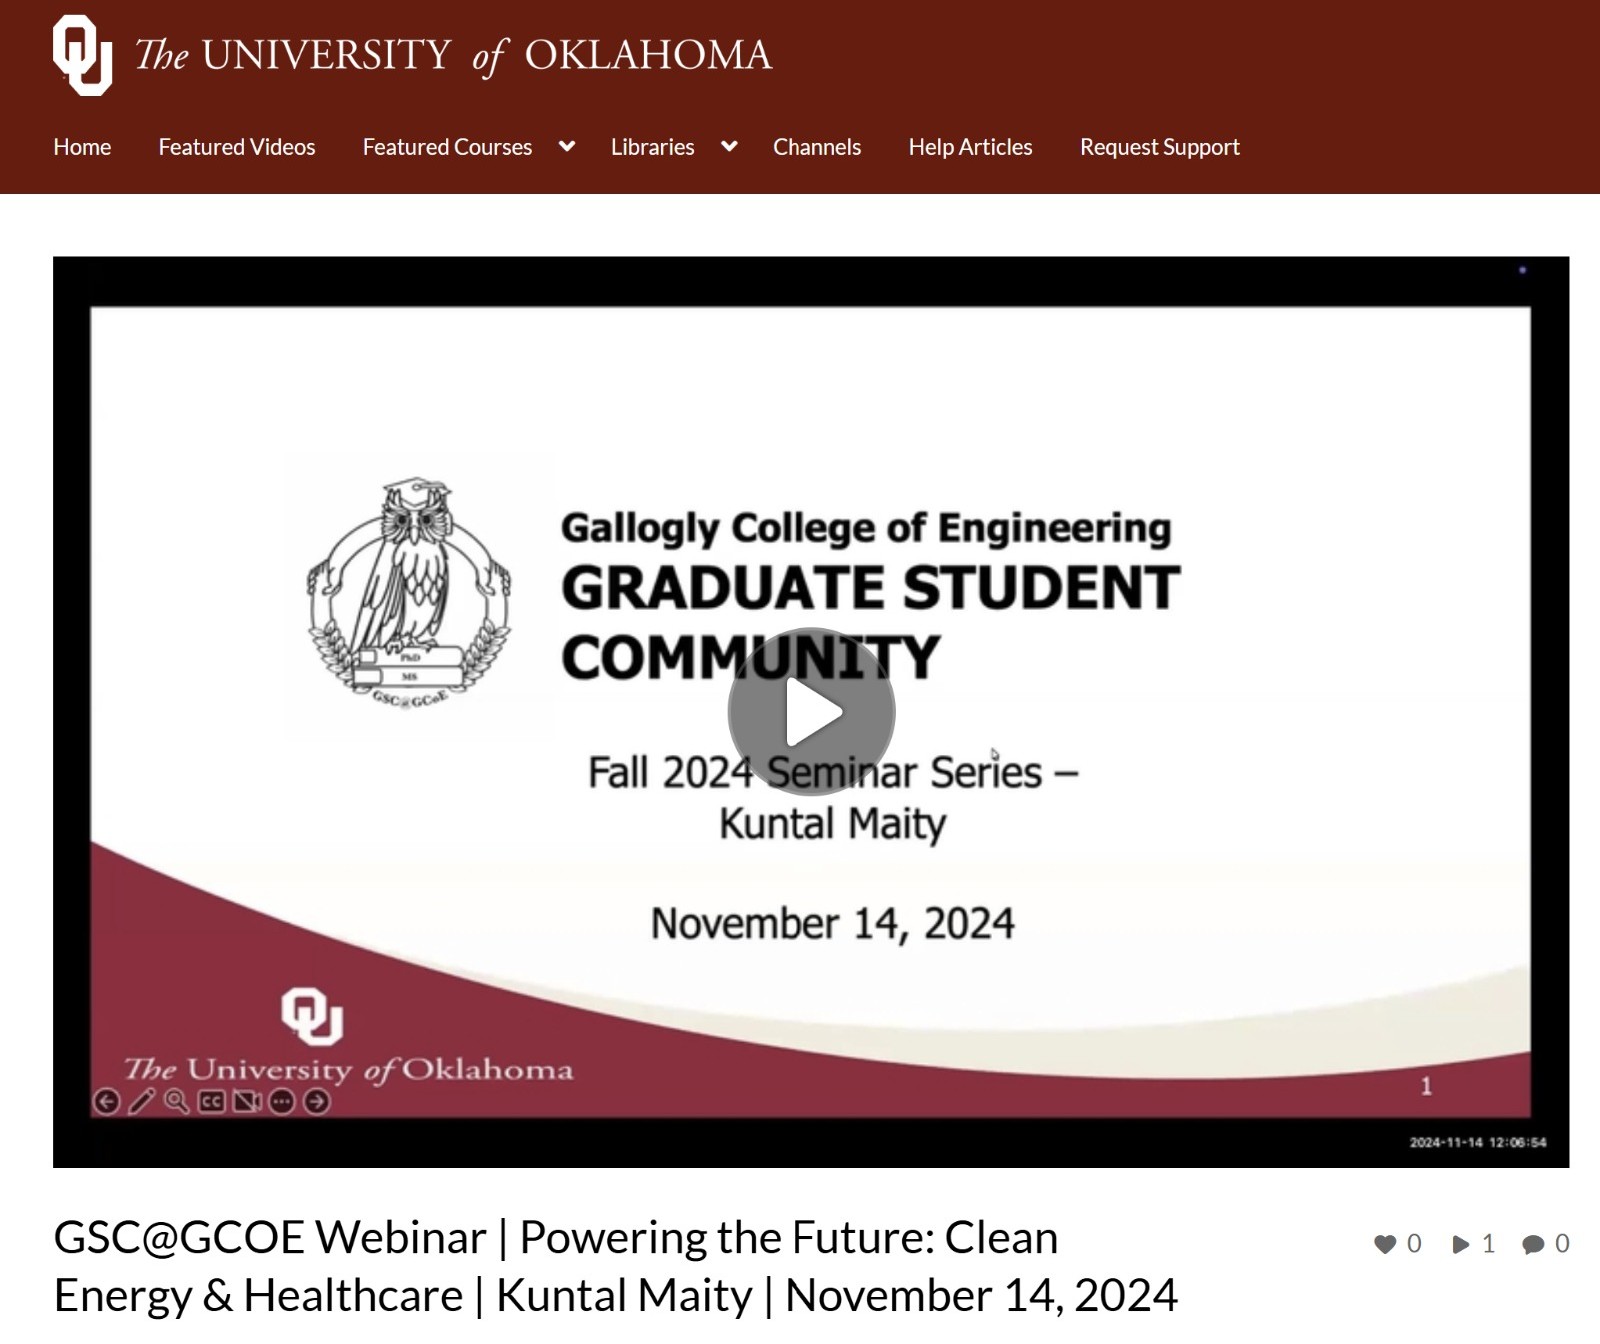 The UNIVERSITY of OKLAHOMA
Home Featured Videos Featured Courses Libraries Channels Help Articles Request Support
Gallogly College of Engineering
GRADUATE STUDENT
COMMUNITY
PhD
MS
GSC@GCoE
Fall 2024 Seminar Series –
Kuntal Maity
November 14, 2024
OU
The University of Oklahoma
CC
1
2024-11-14 12:06:54
GSC@GCOE Webinar | Powering the Future: Clean
Energy & Healthcare | Kuntal Maity | November 14, 2024
0 1 0